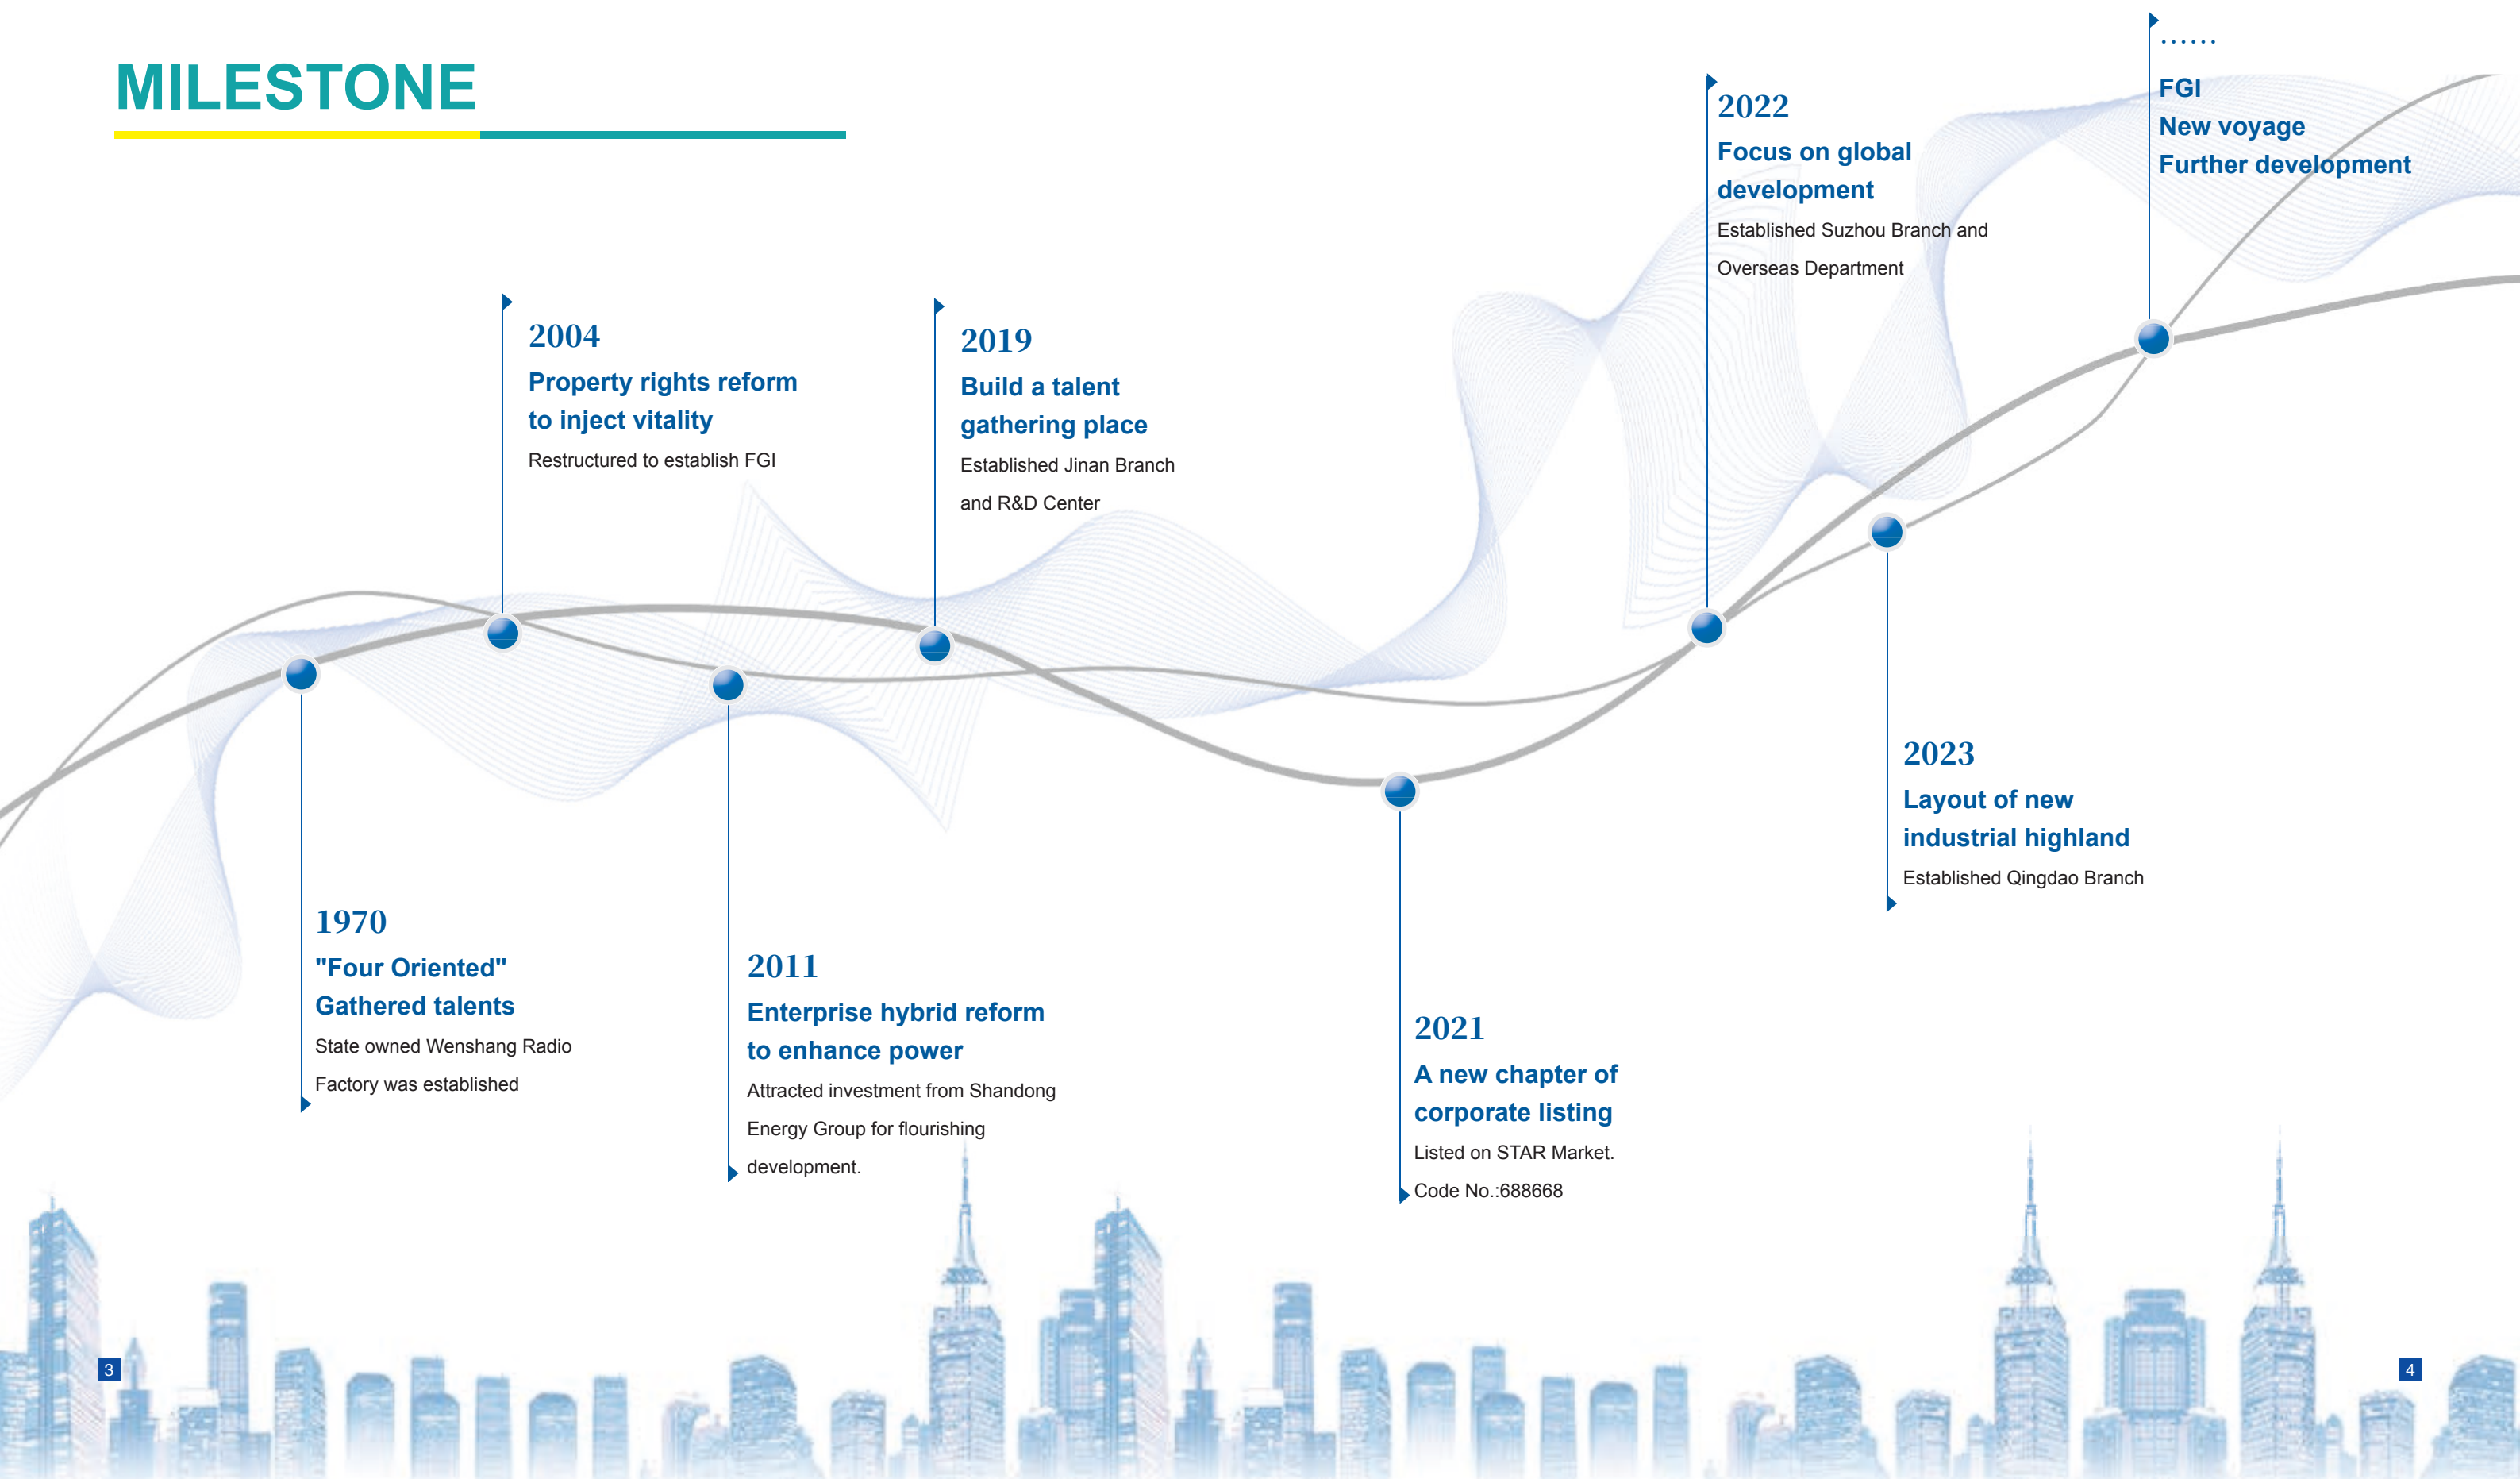 MILESTONE
1970
"Four Oriented"
Gathered talents
State owned Wenshang Radio
Factory was established
2004
Property rights reform
to inject vitality
Restructured to establish FGI
2011
Enterprise hybrid reform
to enhance power
Attracted investment from Shandong
Energy Group for flourishing
development.
2019
Build a talent
gathering place
Established Jinan Branch
and R&D Center
2021
A new chapter of
corporate listing
Listed on STAR Market.
Code No.:688668
2022
Focus on global
development
Established Suzhou Branch and
Overseas Department
2023
Layout of new
industrial highland
Established Qingdao Branch
......
FGI
New voyage
Further development
3
4